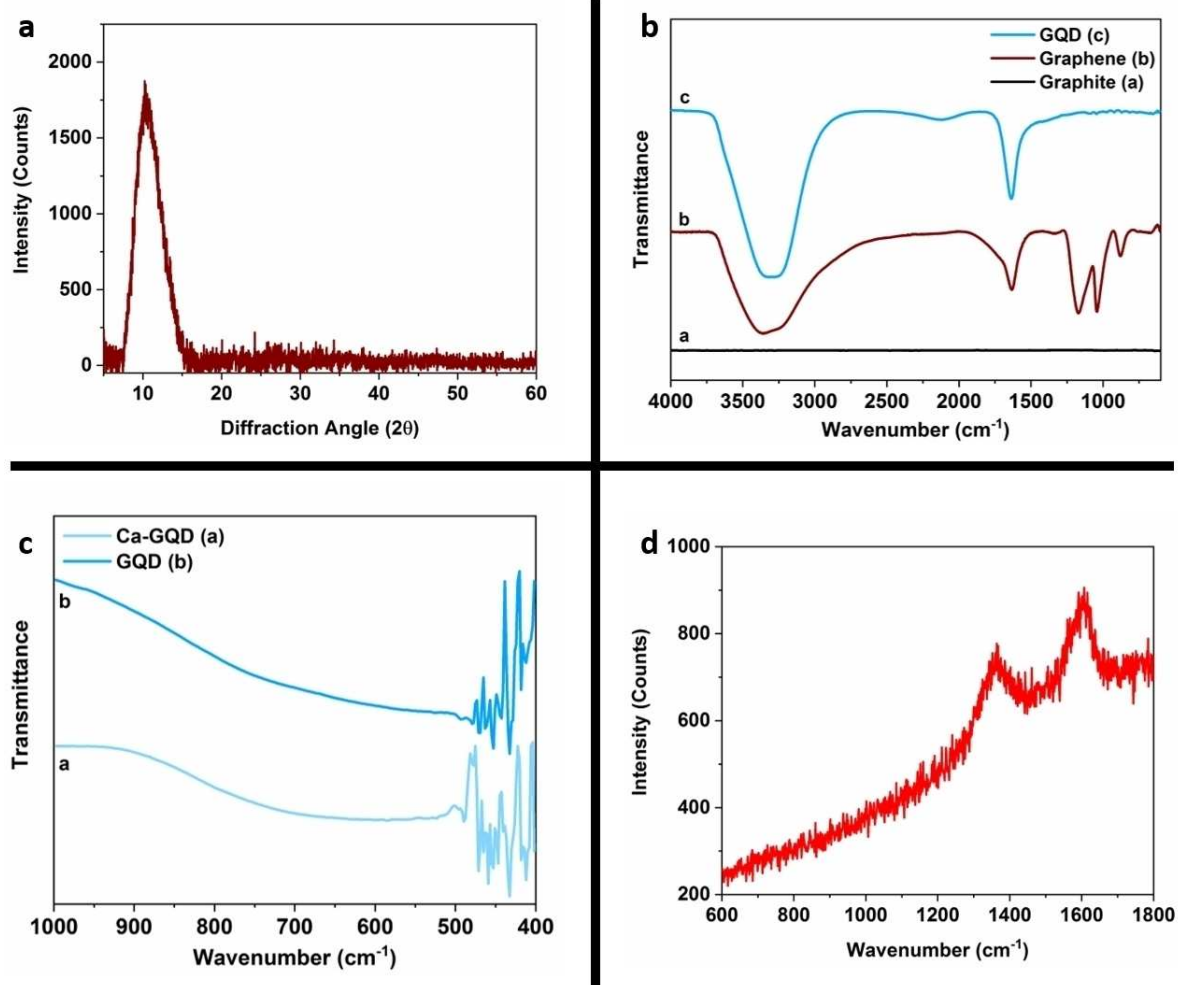 a
2000
1500
1000
500
0
Intensity (Counts)
10 20 30 40 50 60
Diffraction Angle (2θ)
b
GQD (c)
Graphene (b)
Graphite (a)
c
b
a
Transmittance
4000 3500 3000 2500 2000 1500 1000
Wavenumber (cm⁻¹)
c
Ca-GQD (a)
GQD (b)
b
a
Transmittance
1000 900 800 700 600 500 400
Wavenumber (cm⁻¹)
d
1000
800
600
400
200
Intensity (Counts)
600 800 1000 1200 1400 1600 1800
Wavenumber (cm⁻¹)